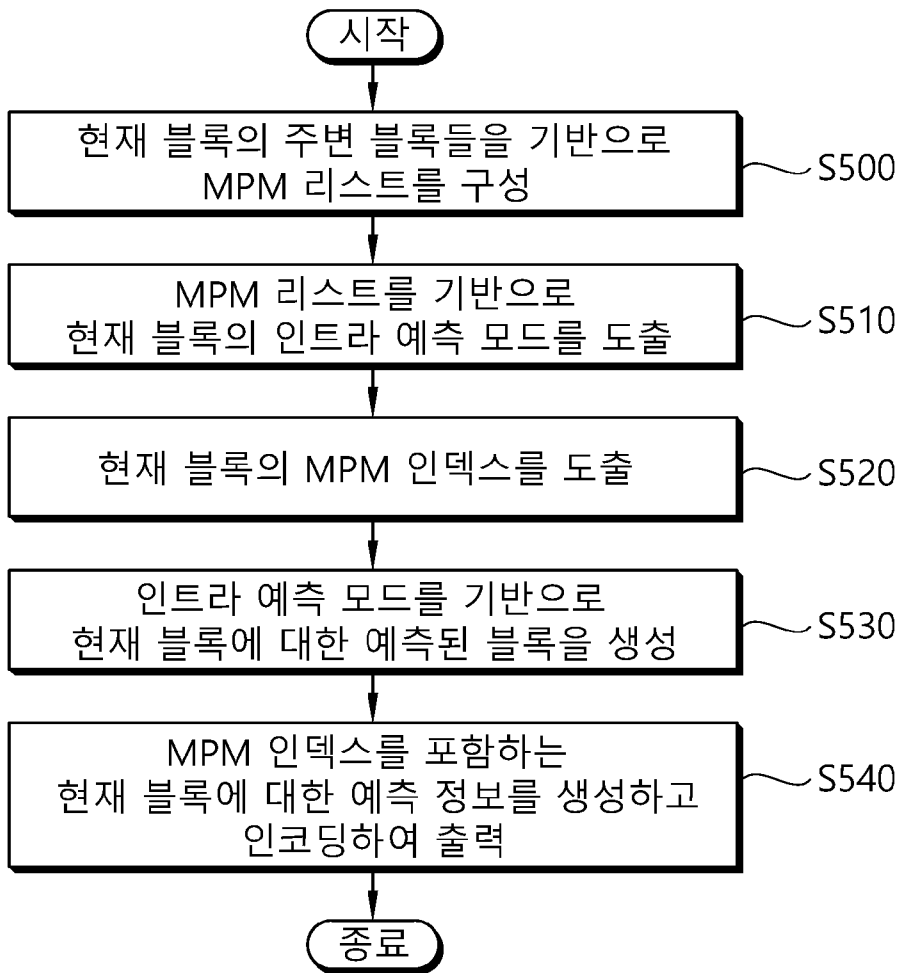 시작
현재 블록의 주변 블록들을 기반으로
MPM 리스트를 구성
S500
MPM 리스트를 기반으로
현재 블록의 인트라 예측 모드를 도출
S510
현재 블록의 MPM 인덱스를 도출
S520
인트라 예측 모드를 기반으로
현재 블록에 대한 예측된 블록을 생성
S530
MPM 인덱스를 포함하는
현재 블록에 대한 예측 정보를 생성하고
인코딩하여 출력
S540
종료